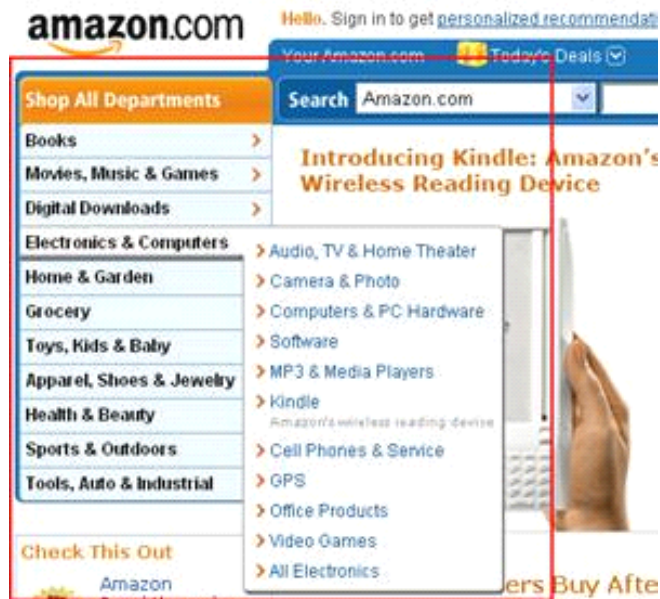 amazon.com
Hello. Sign in to get personalized recommendati
Your Amazon.com Today's Deals
Shop All Departments
Search Amazon.com
Books
Movies, Music & Games
Digital Downloads
Electronics & Computers
Home & Garden
Grocery
Toys, Kids & Baby
Apparel, Shoes & Jewelry
Health & Beauty
Sports & Outdoors
Tools, Auto & Industrial
Introducing Kindle: Amazon's
Wireless Reading Device
Audio, TV & Home Theater
Camera & Photo
Computers & PC Hardware
Software
MP3 & Media Players
Kindle
Amazon's wireless reading device
Cell Phones & Service
GPS
Office Products
Video Games
All Electronics
Check This Out
Amazon
ers Buy Afte